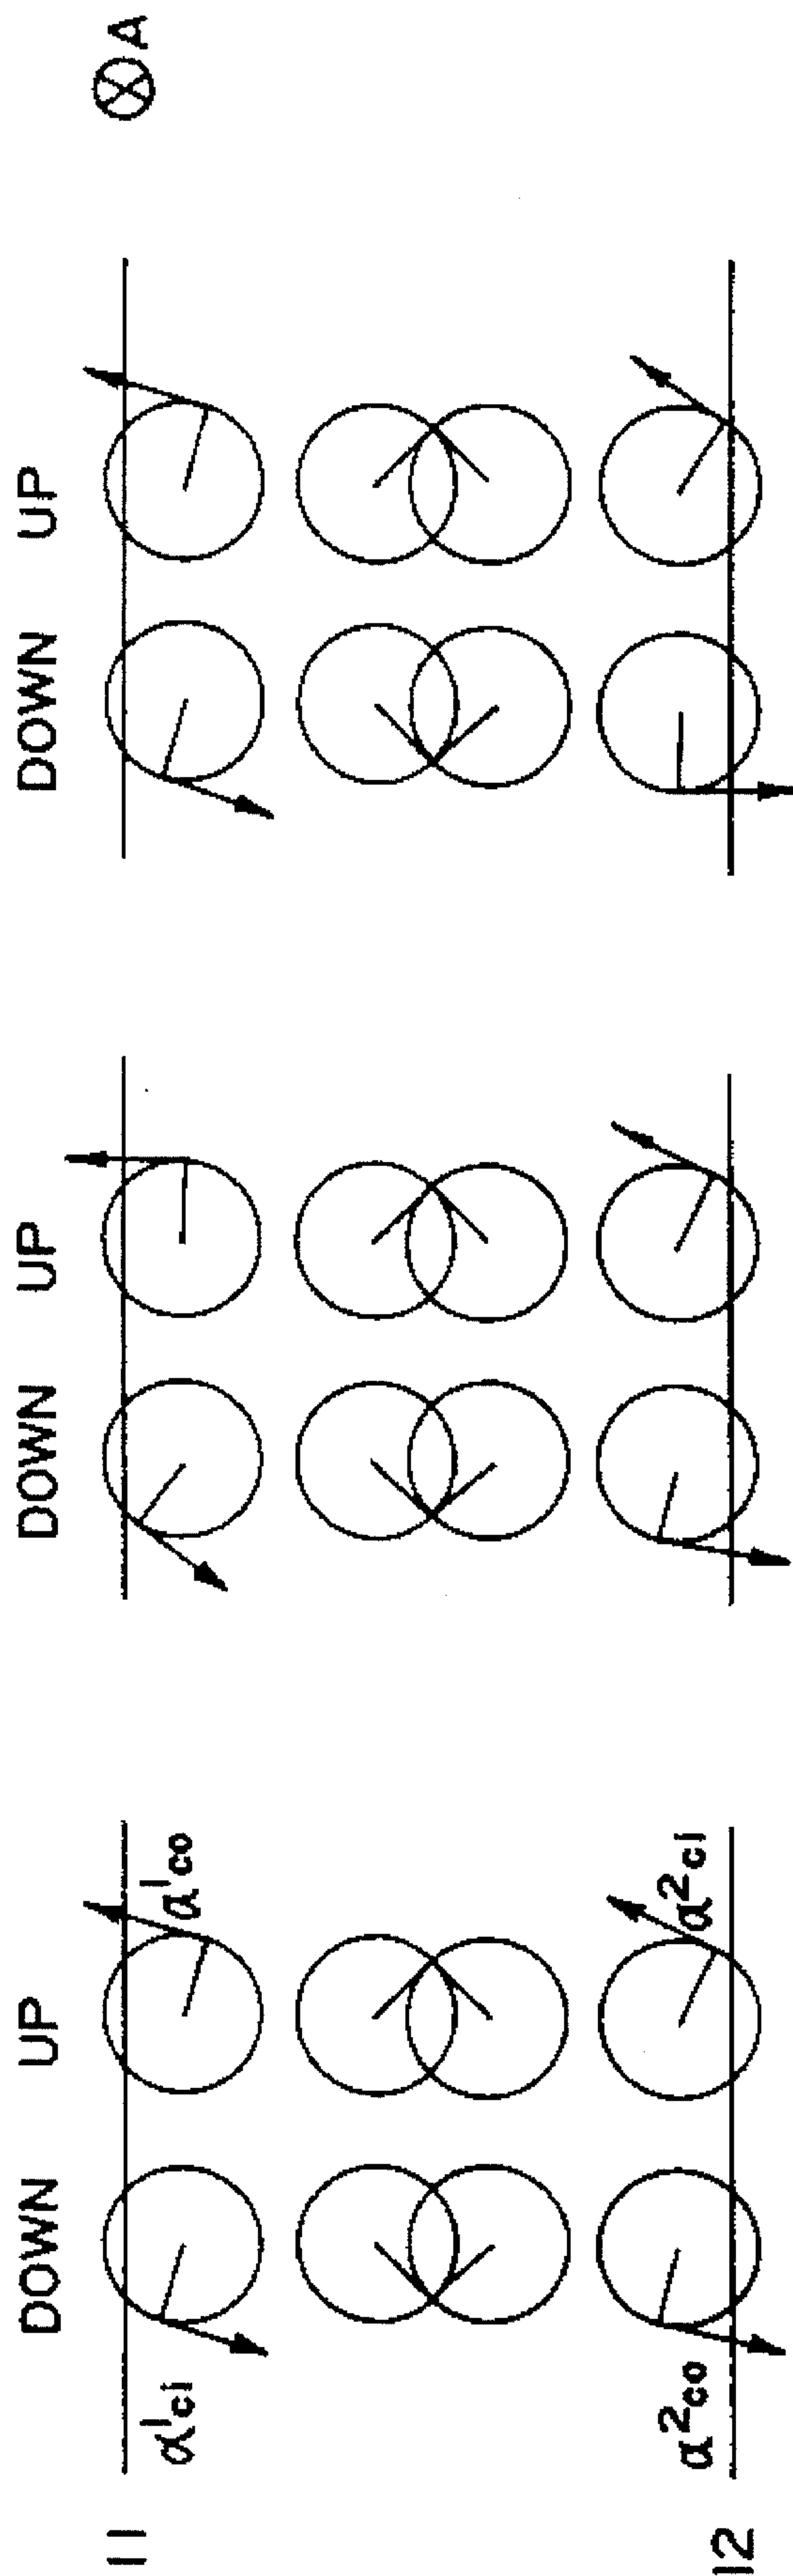 DOWN UP DOWN UP DOWN UP
11 A
α¹ci α¹co
α²co α²ci
12